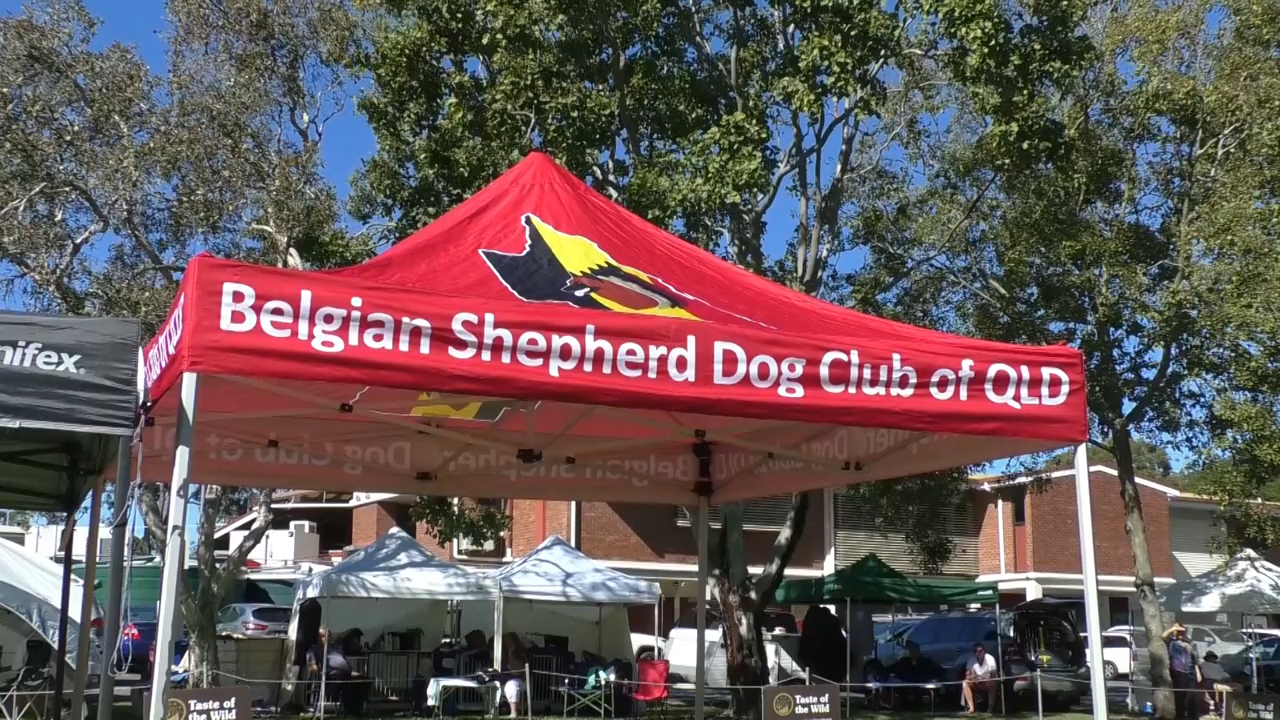 Belgian Shepherd Dog Club of QLD
nifex.
Taste of
the Wild
Taste of
the Wild